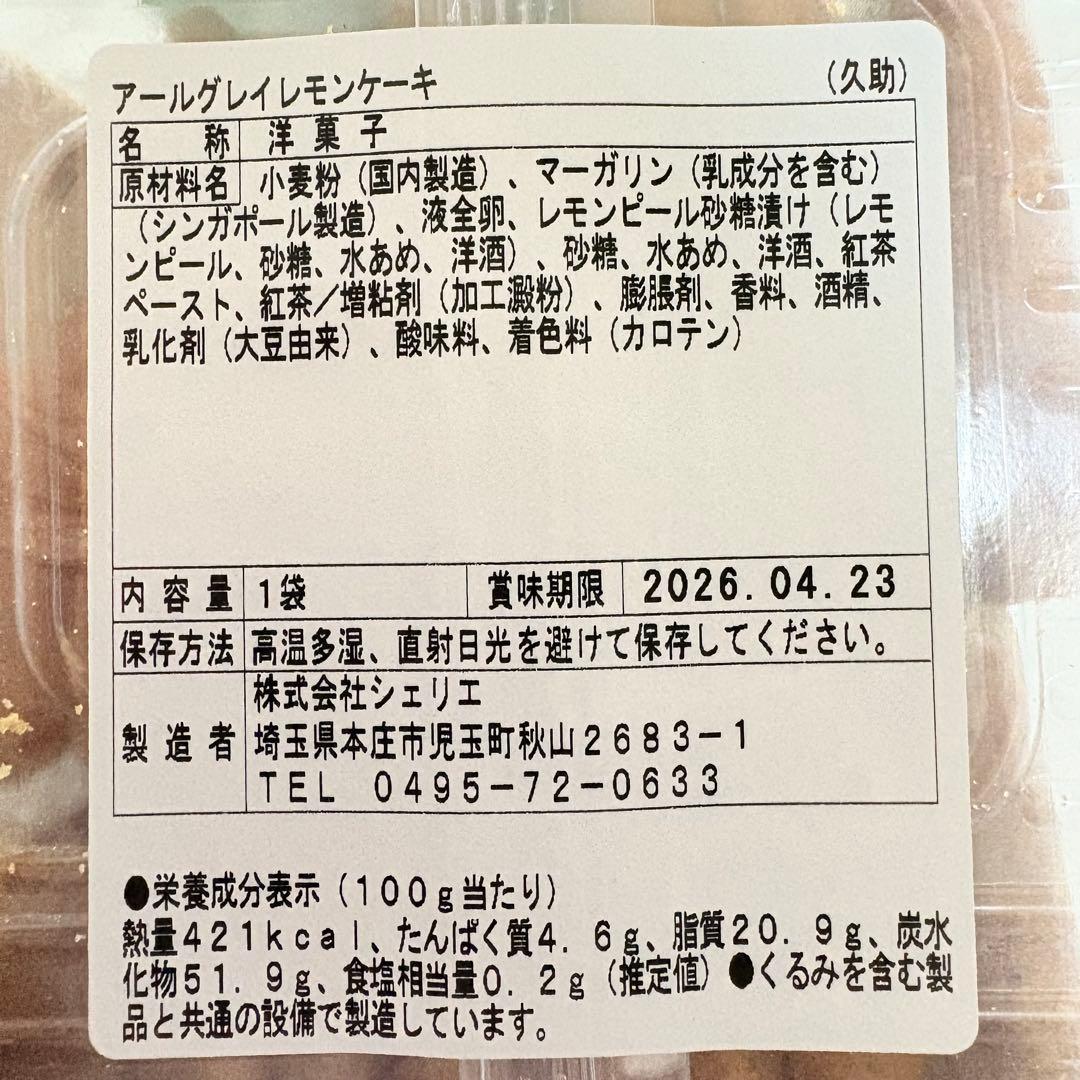 アールグレイレモンケーキ (久助)
名称 洋菓子
原材料名 小麦粉(国内製造)、マーガリン(乳成分を含む)
(シンガポール製造)、液全卵、レモンピール砂糖漬け(レモ
ンピール、砂糖、水あめ、洋酒)、砂糖、水あめ、洋酒、紅茶
ペースト、紅茶/増粘剤(加工澱粉)、膨脹剤、香料、酒精、
乳化剤(大豆由来)、酸味料、着色料(カロテン)
内容量 1袋 賞味期限 2026.04.23
保存方法 高温多湿、直射日光を避けて保存してください。
株式会社シェリエ
製造者 埼玉県本庄市児玉町秋山2683-1
TEL 0495-72-0633
●栄養成分表示(100g当たり)
熱量421kcal、たんぱく質4.6g、脂質20.9g、炭水
化物51.9g、食塩相当量0.2g(推定値)●くるみを含む製
品と共通の設備で製造しています。